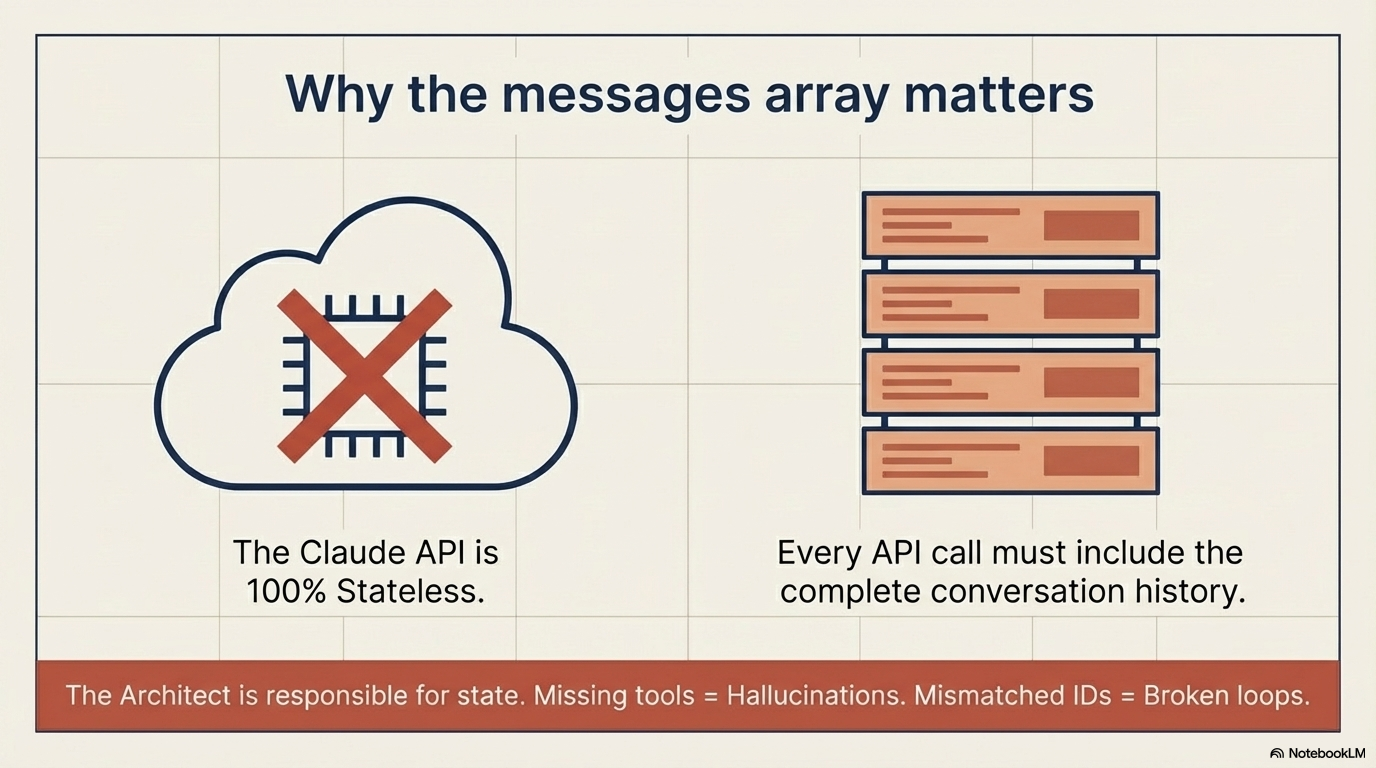 Why the messages array matters
The Claude API is
100% Stateless.
Every API call must include the
complete conversation history.
The Architect is responsible for state. Missing tools = Hallucinations. Mismatched IDs = Broken loops.
NotebookLM